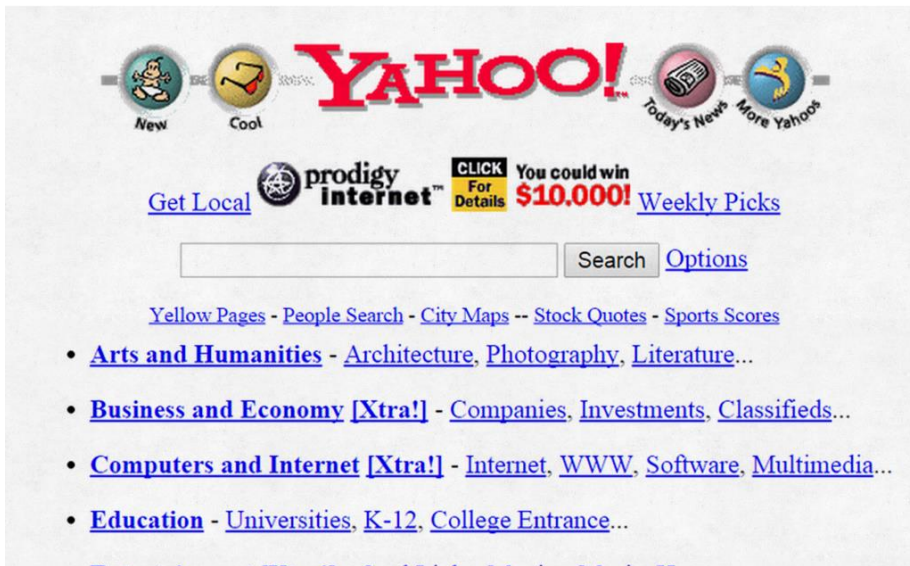 YAHOO!
New
Cool
Today's News
More Yahoos
Get Local
prodigy internet™
CLICK For Details
You could win $10,000!
Weekly Picks
Search Options
Yellow Pages - People Search - City Maps -- Stock Quotes - Sports Scores
• Arts and Humanities - Architecture, Photography, Literature...
• Business and Economy [Xtra!] - Companies, Investments, Classifieds...
• Computers and Internet [Xtra!] - Internet, WWW, Software, Multimedia...
• Education - Universities, K-12, College Entrance...